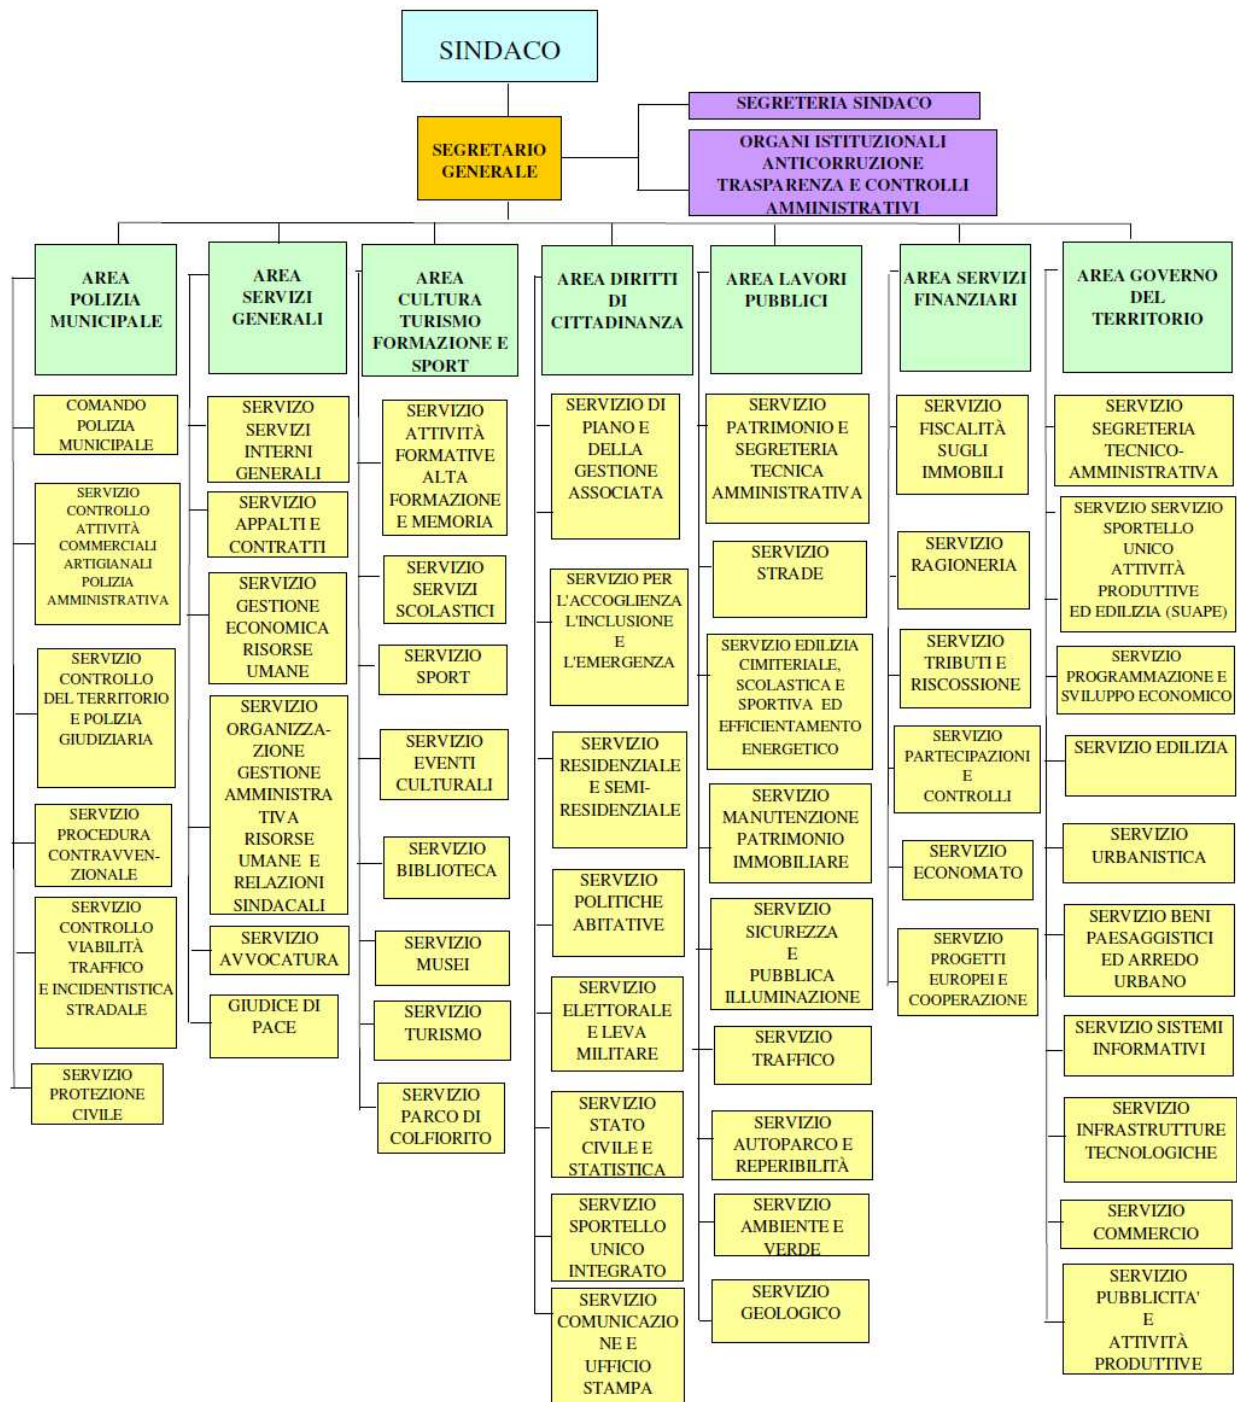 SINDACO
SEGRETERIA SINDACO
SEGRETARIO
GENERALE
ORGANI ISTITUZIONALI
ANTICORRUZIONE
TRASPARENZA E CONTROLLI
AMMINISTRATIVI
AREA
POLIZIA
MUNICIPALE
COMANDO
POLIZIA
MUNICIPALE
SERVIZIO
CONTROLLO
ATTIVITÀ
COMMERCIALI
ARTIGIANALI
POLIZIA
AMMINISTRATIVA
SERVIZIO
CONTROLLO
DEL TERRITORIO
E POLIZIA
GIUDIZIARIA
SERVIZIO
PROCEDURA
CONTRAVVEN-
ZIONALE
SERVIZIO
CONTROLLO
VIABILITÀ
TRAFFICO
E INCIDENTISTICA
STRADALE
SERVIZIO
PROTEZIONE
CIVILE
AREA
SERVIZI
GENERALI
SERVIZO
SERVIZI
INTERNI
GENERALI
SERVIZIO
APPALTI E
CONTRATTI
SERVIZIO
GESTIONE
ECONOMICA
RISORSE
UMANE
SERVIZIO
ORGANIZZA-
ZIONE
GESTIONE
AMMINISTRA
TIVA
RISORSE
UMANE E
RELAZIONI
SINDACALI
SERVIZIO
AVVOCATURA
GIUDICE DI
PACE
AREA
CULTURA
TURISMO
FORMAZIONE E
SPORT
SERVIZIO
ATTIVITÀ
FORMATIVE
ALTA
FORMAZIONE
E MEMORIA
SERVIZIO
SERVIZI
SCOLASTICI
SERVIZIO
SPORT
SERVIZIO
EVENTI
CULTURALI
SERVIZIO
BIBLIOTECA
SERVIZIO
MUSEI
SERVIZIO
TURISMO
SERVIZIO
PARCO DI
COLFIORITO
AREA DIRITTI
DI
CITTADINANZA
SERVIZIO DI
PIANO E
DELLA
GESTIONE
ASSOCIATA
SERVIZIO PER
L'ACCOGLIENZA
L'INCLUSIONE
E
L'EMERGENZA
SERVIZIO
RESIDENZIALE
E SEMI-
RESIDENZIALE
SERVIZIO
POLITICHE
ABITATIVE
SERVIZIO
ELETTORALE
E LEVA
MILITARE
SERVIZIO
STATO
CIVILE E
STATISTICA
SERVIZIO
SPORTELLO
UNICO
INTEGRATO
SERVIZIO
COMUNICAZIO
NE E
UFFICIO
STAMPA
AREA LAVORI
PUBBLICI
SERVIZIO
PATRIMONIO E
SEGRETERIA
TECNICA
AMMINISTRATIVA
SERVIZIO
STRADE
SERVIZIO EDILIZIA
CIMITERIALE,
SCOLASTICA E
SPORTIVA ED
EFFICIENTAMENTO
ENERGETICO
SERVIZIO
MANUTENZIONE
PATRIMONIO
IMMOBILIARE
SERVIZIO
SICUREZZA
E
PUBBLICA
ILLUMINAZIONE
SERVIZIO
TRAFFICO
SERVIZIO
AUTOPARCO E
REPERIBILITÀ
SERVIZIO
AMBIENTE E
VERDE
SERVIZIO
GEOLOGICO
AREA SERVIZI
FINANZIARI
SERVIZIO
FISCALITÀ
SUGLI
IMMOBILI
SERVIZIO
RAGIONERIA
SERVIZIO
TRIBUTI E
RISCOSSIONE
SERVIZIO
PARTECIPAZIONI
E
CONTROLLI
SERVIZIO
ECONOMATO
SERVIZIO
PROGETTI
EUROPEI E
COOPERAZIONE
AREA GOVERNO
DEL
TERRITORIO
SERVIZIO
SEGRETERIA
TECNICO-
AMMINISTRATIVA
SERVIZIO SERVIZIO
SPORTELLO
UNICO
ATTIVITÀ
PRODUTTIVE
ED EDILIZIA (SUAPE)
SERVIZIO
PROGRAMMAZIONE E
SVILUPPO ECONOMICO
SERVIZIO EDILIZIA
SERVIZIO
URBANISTICA
SERVIZIO BENI
PAESAGGISTICI
ED ARREDO
URBANO
SERVIZIO SISTEMI
INFORMATIVI
SERVIZIO
INFRASTRUTTURE
TECNOLOGICHE
SERVIZIO
COMMERCIO
SERVIZIO
PUBBLICITA'
E
ATTIVITÀ
PRODUTTIVE